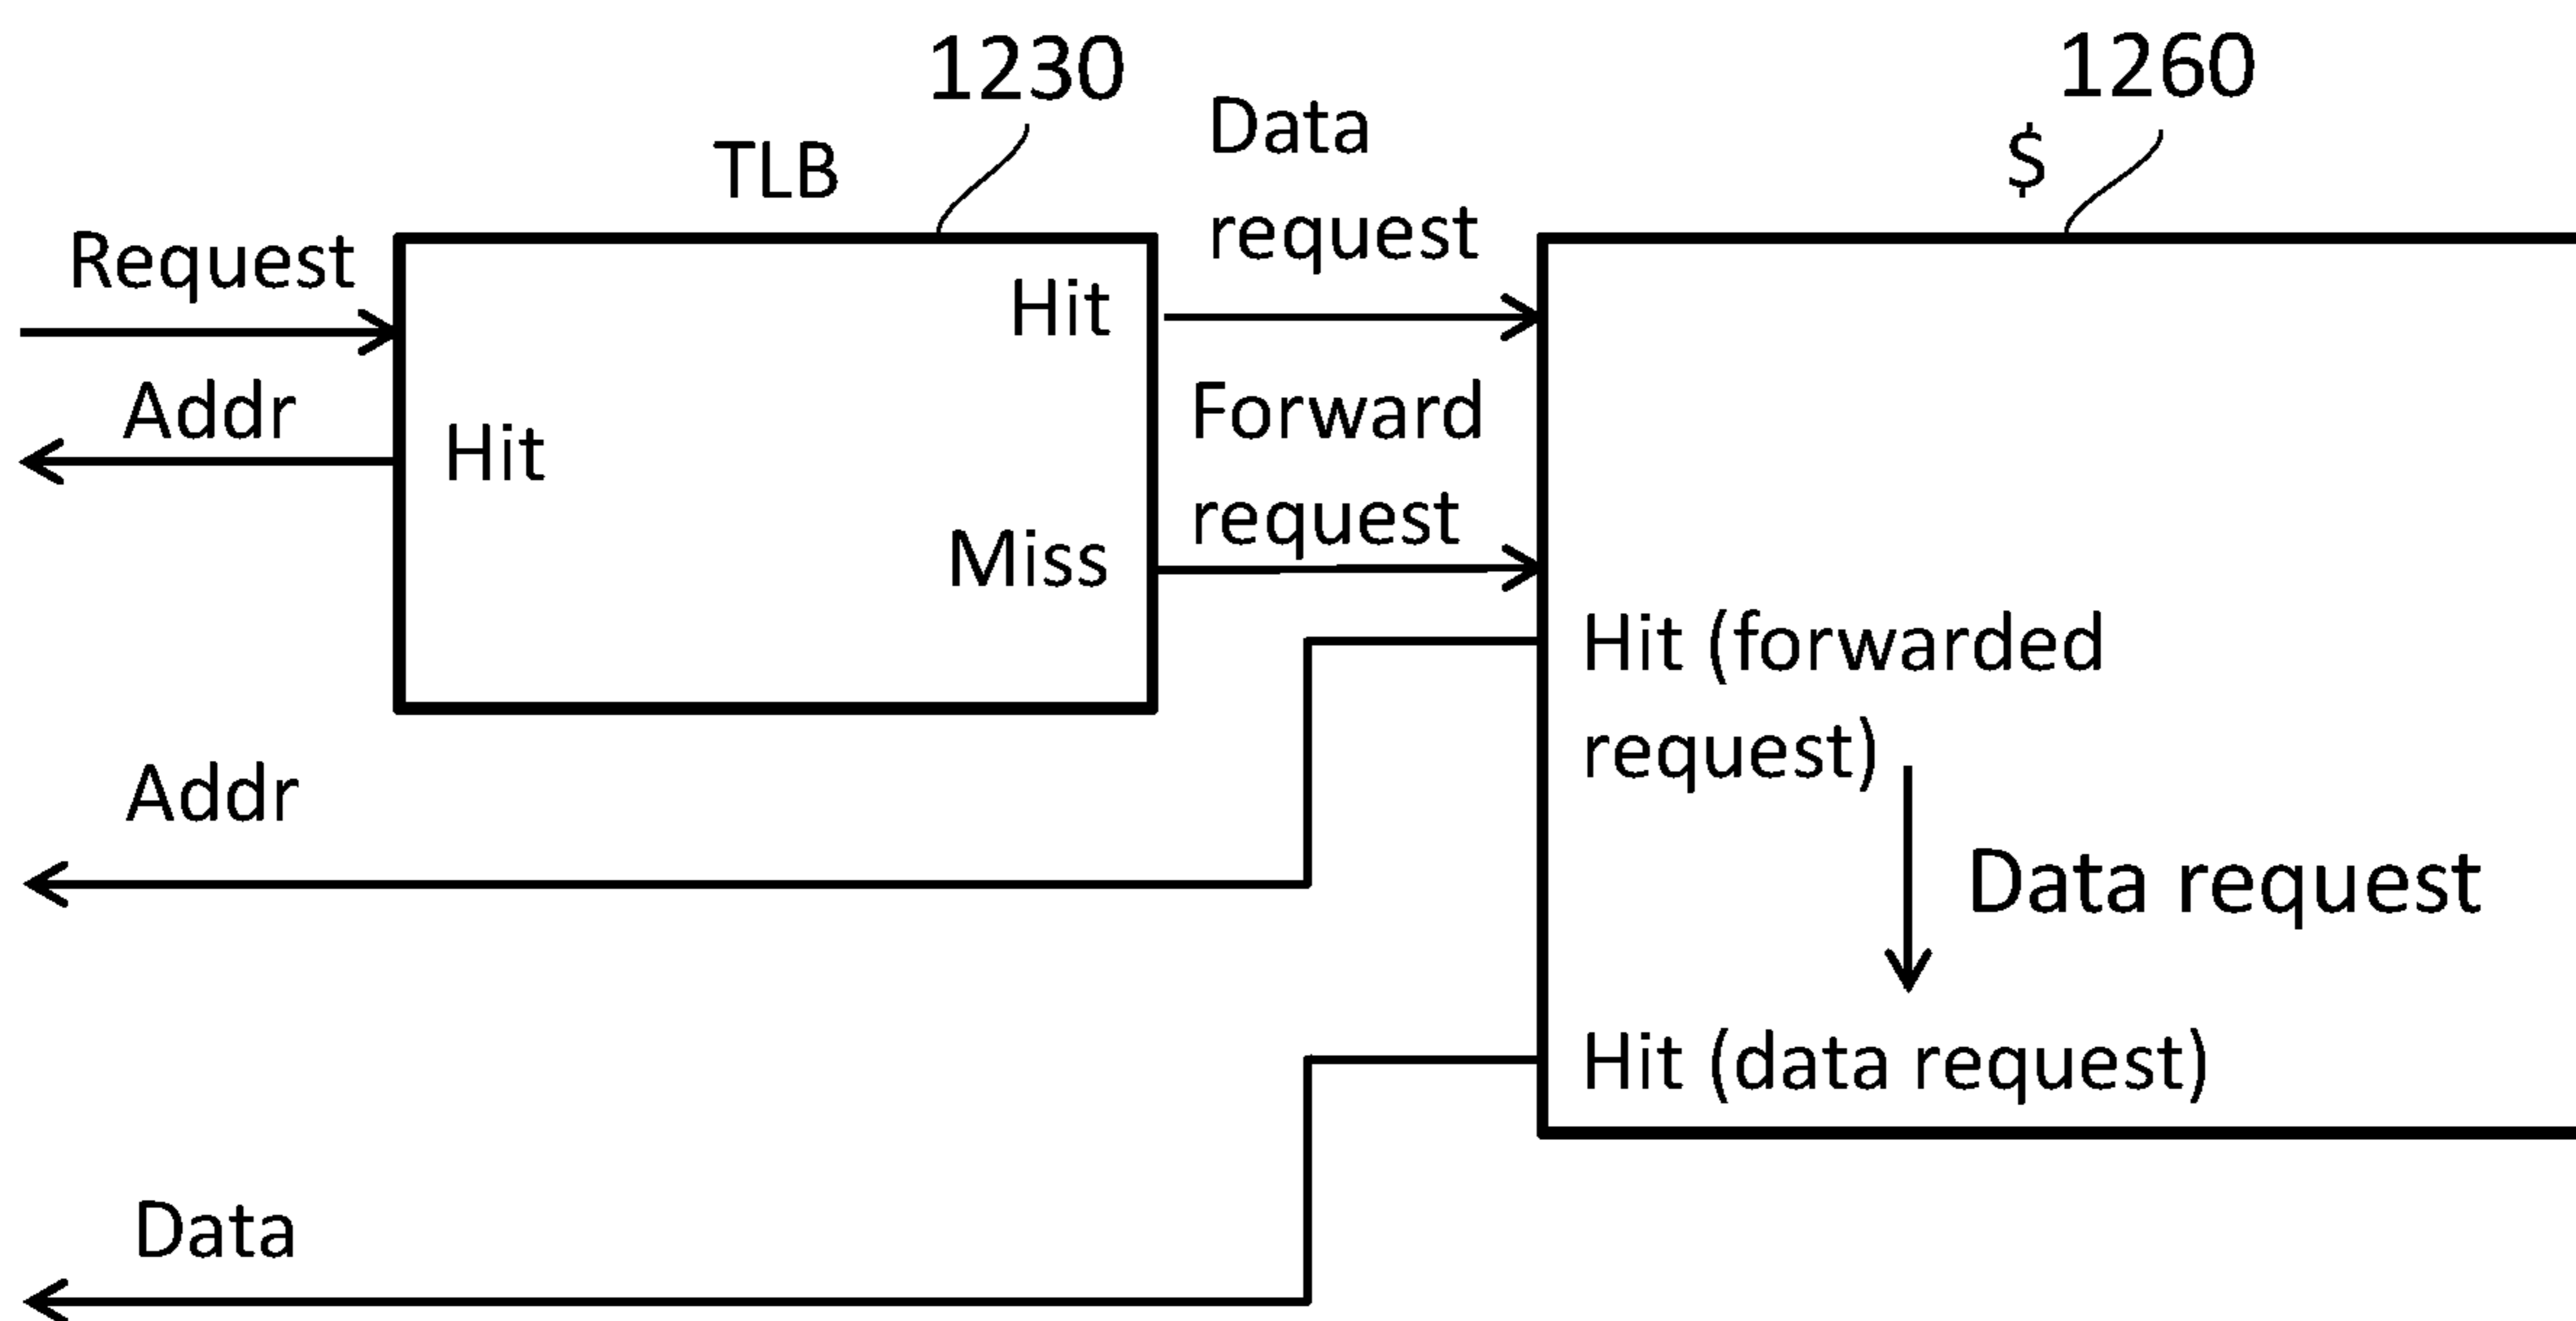 1230
1260
TLB
$
Data
request
Request
Hit
Addr
Hit
Forward
request
Miss
Hit (forwarded
request)
Addr
Data request
Hit (data request)
Data